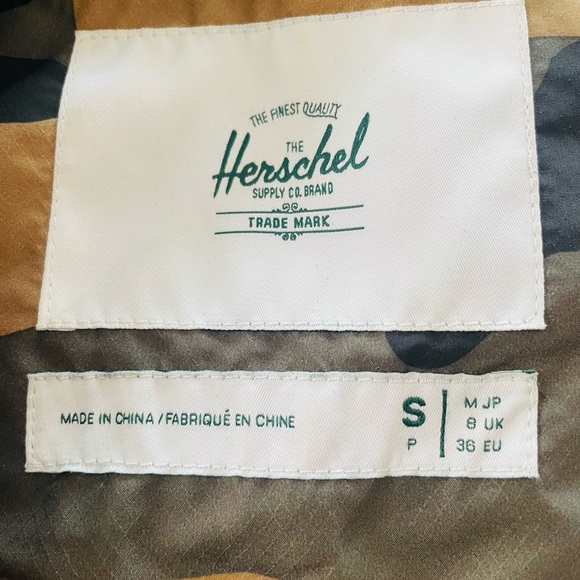 THE FINEST QUALITY
THE
Herschel
SUPPLY CO. BRAND
TRADE MARK
MADE IN CHINA / FABRIQUÉ EN CHINE
S
P
M JP
8 UK
36 EU